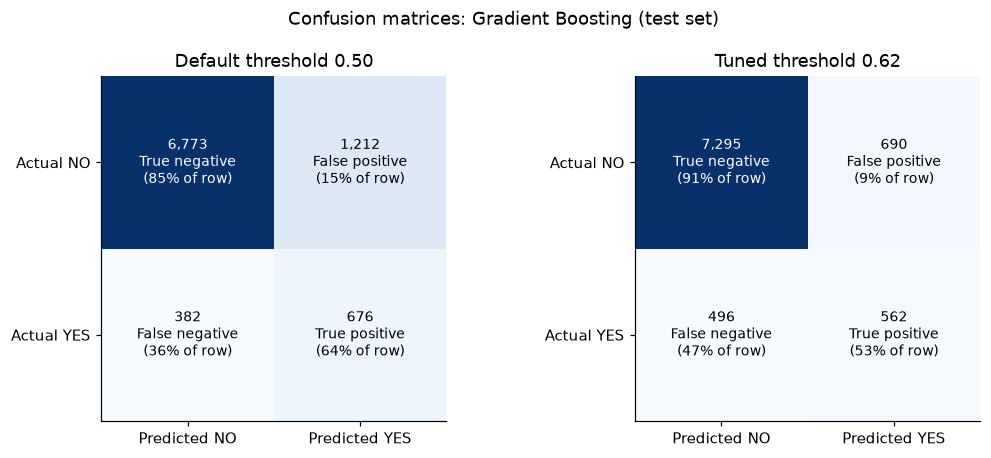 Confusion matrices: Gradient Boosting (test set)
Default threshold 0.50
Actual NO
6,773
True negative
(85% of row)
1,212
False positive
(15% of row)
Actual YES
382
False negative
(36% of row)
676
True positive
(64% of row)
Predicted NO
Predicted YES
Tuned threshold 0.62
Actual NO
7,295
True negative
(91% of row)
690
False positive
(9% of row)
Actual YES
496
False negative
(47% of row)
562
True positive
(53% of row)
Predicted NO
Predicted YES